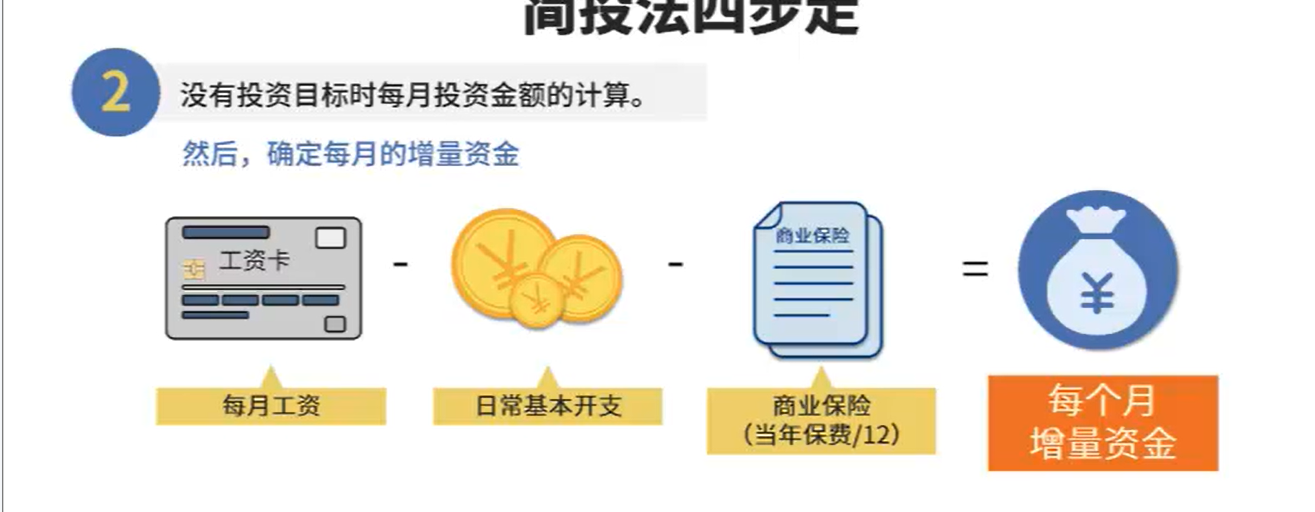 简投法四步走
2
没有投资目标时每月投资金额的计算。
然后，确定每月的增量资金
工资卡
-
-
商业保险
=
¥
每月工资
日常基本开支
商业保险
（当年保费/12）
每个月
增量资金